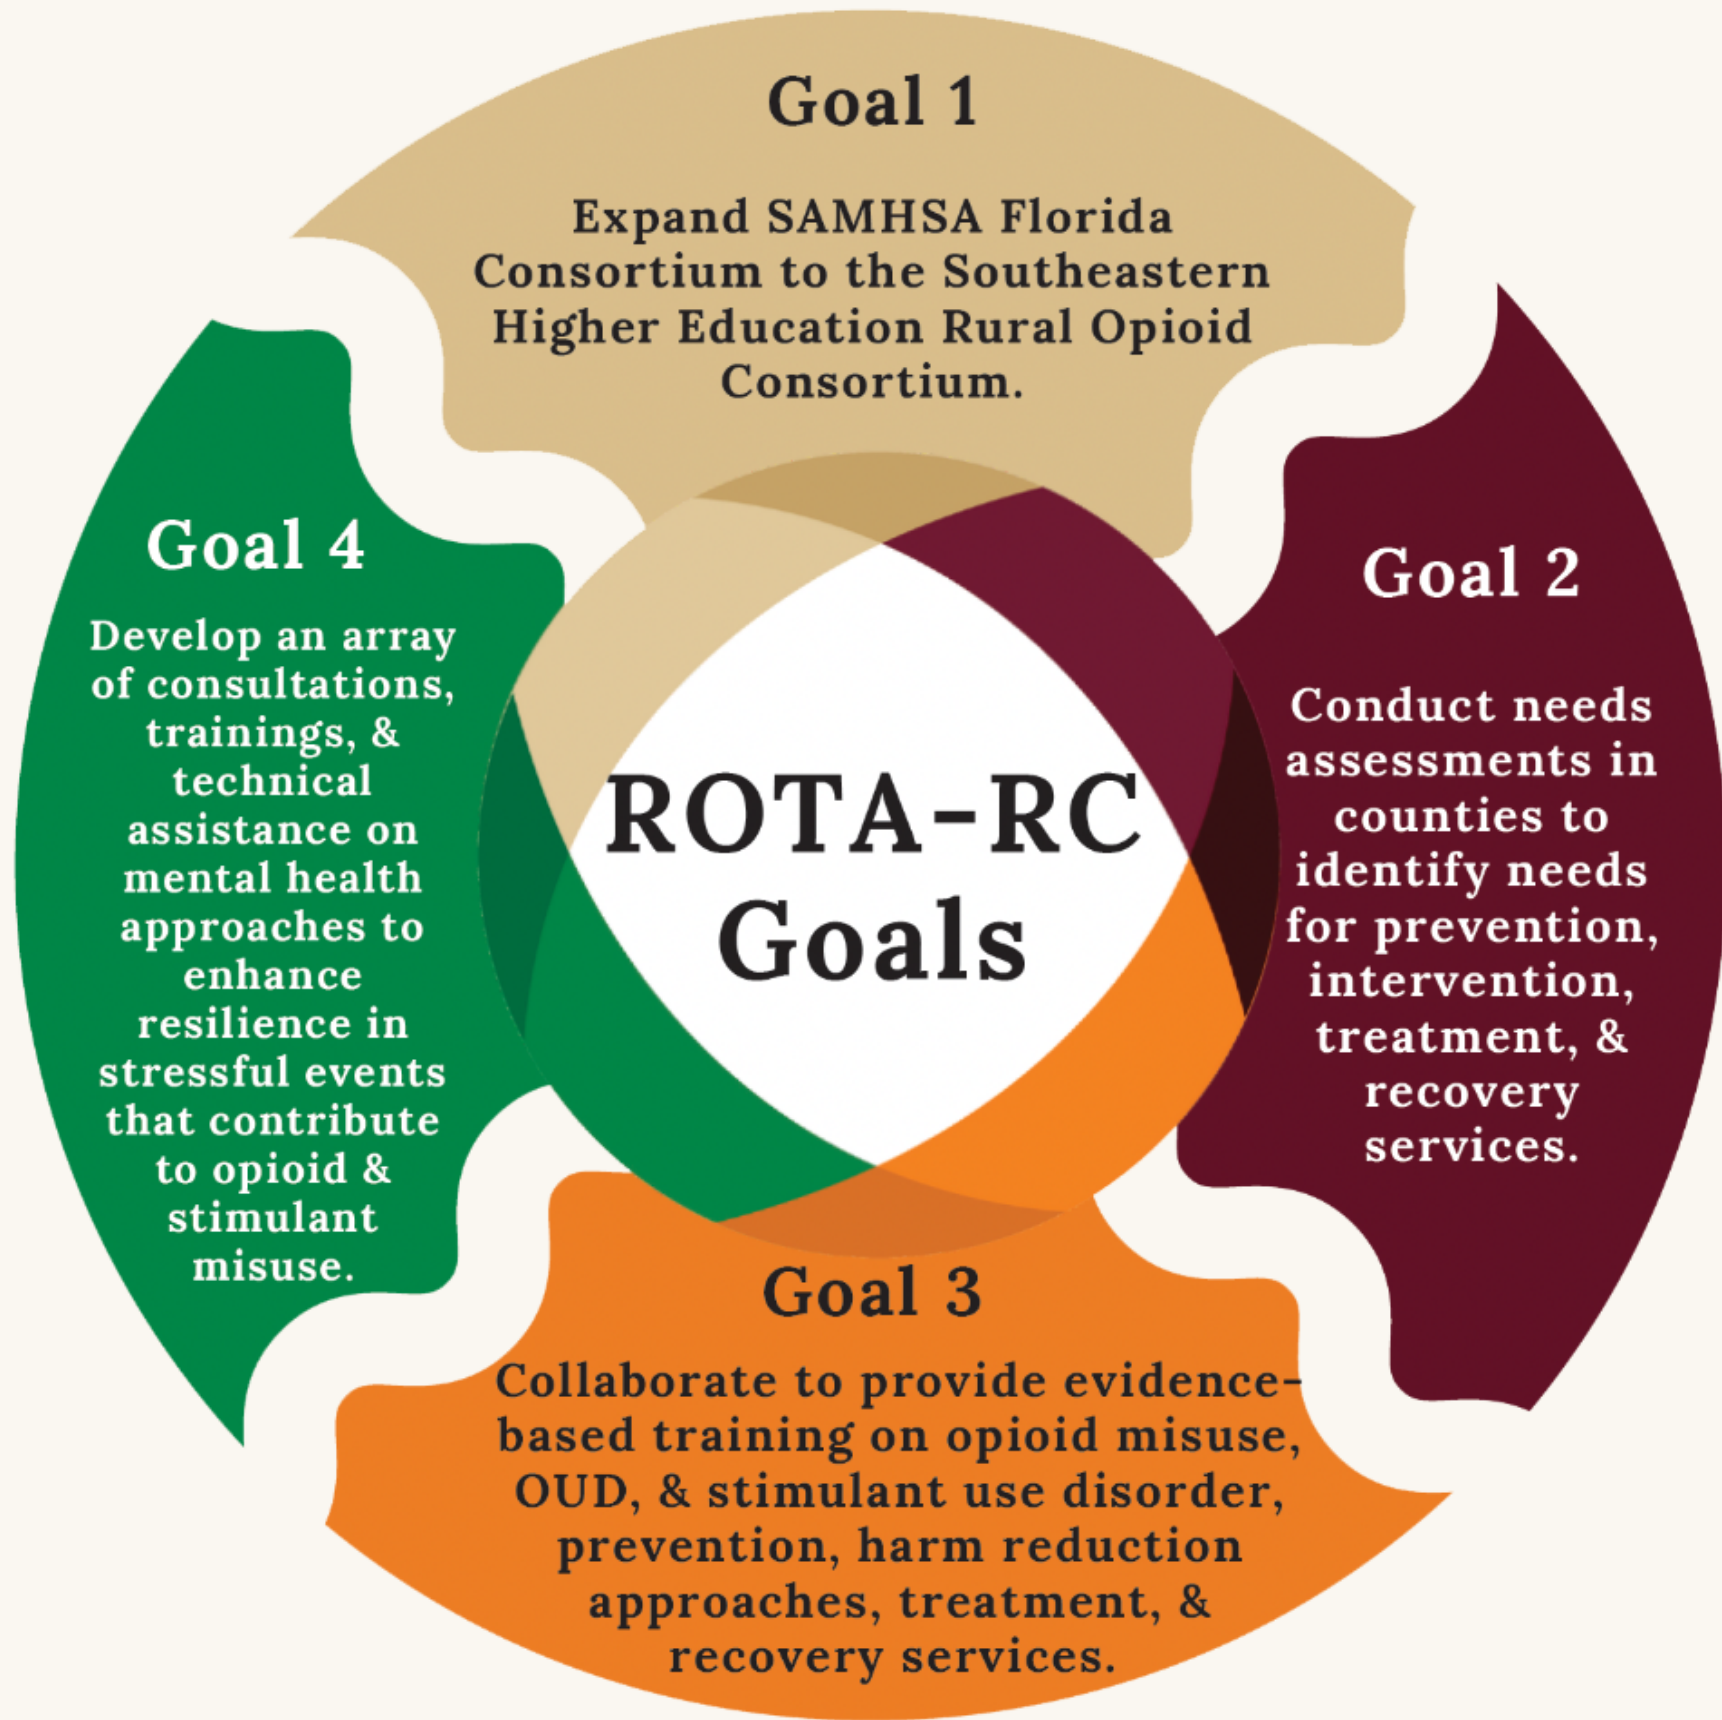 Goal 1
Expand SAMHSA Florida
Consortium to the Southeastern
Higher Education Rural Opioid
Consortium.
Goal 2
Conduct needs
assessments in
counties to
identify needs
for prevention,
intervention,
treatment, &
recovery
services.
Goal 3
Collaborate to provide evidence-
based training on opioid misuse,
OUD, & stimulant use disorder,
prevention, harm reduction
approaches, treatment, &
recovery services.
Goal 4
Develop an array
of consultations,
trainings, &
technical
assistance on
mental health
approaches to
enhance
resilience in
stressful events
that contribute
to opioid &
stimulant
misuse.
ROTA-RC
Goals